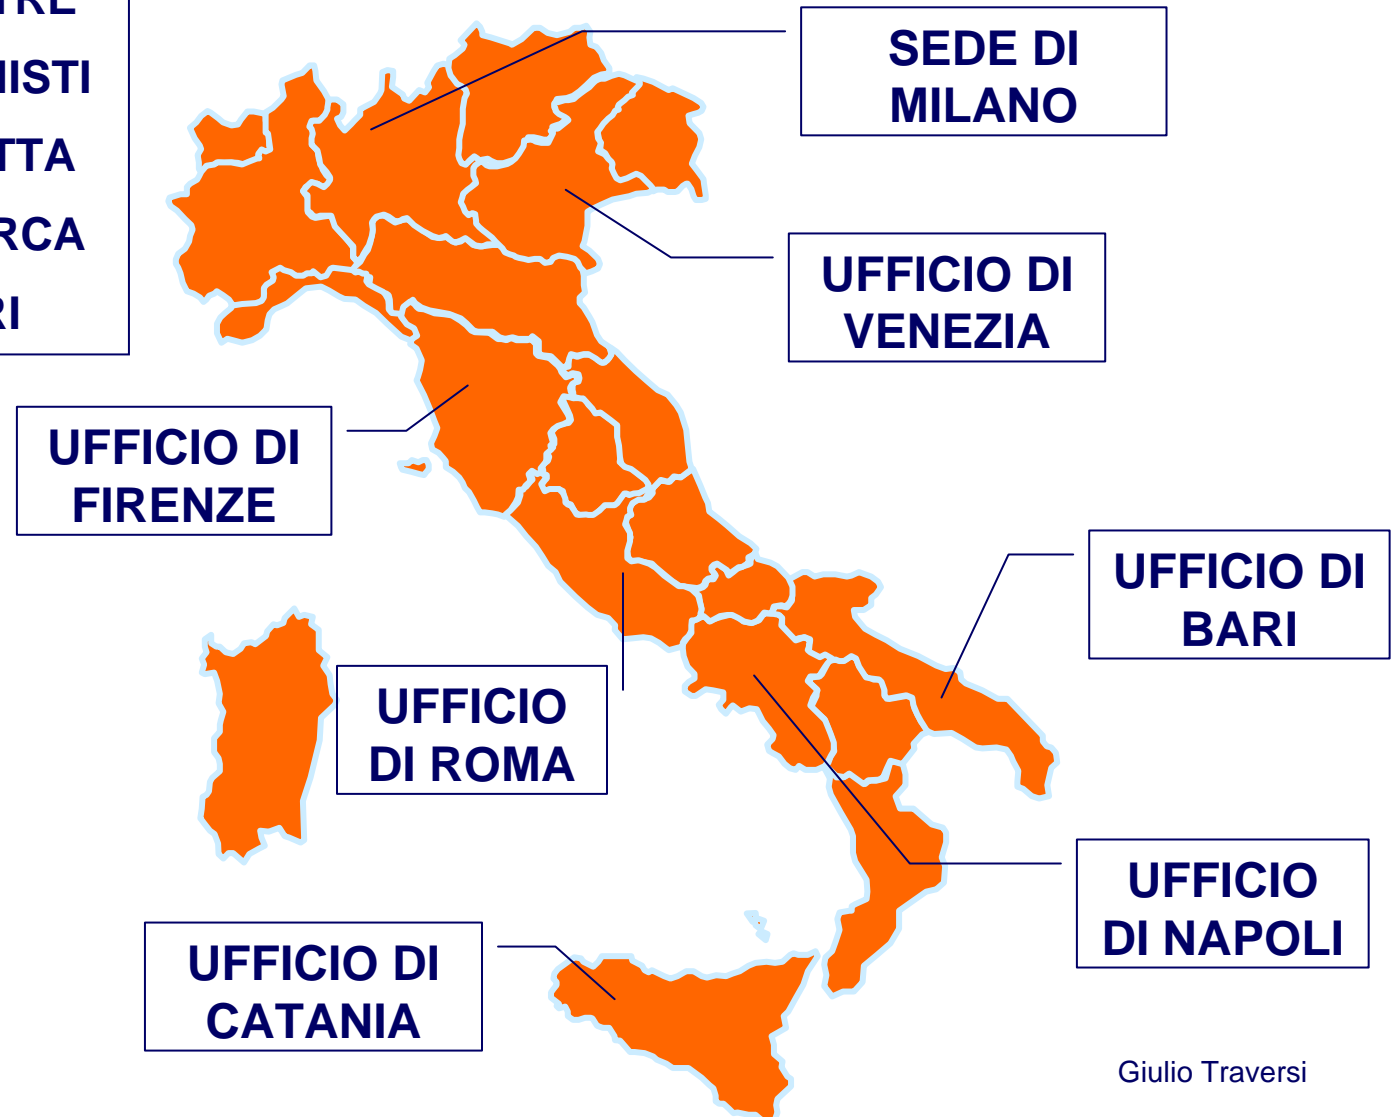 SEDE DI
MILANO
UFFICIO DI
VENEZIA
UFFICIO DI
FIRENZE
UFFICIO DI
BARI
UFFICIO
DI ROMA
UFFICIO
DI NAPOLI
UFFICIO DI
CATANIA
Giulio Traversi